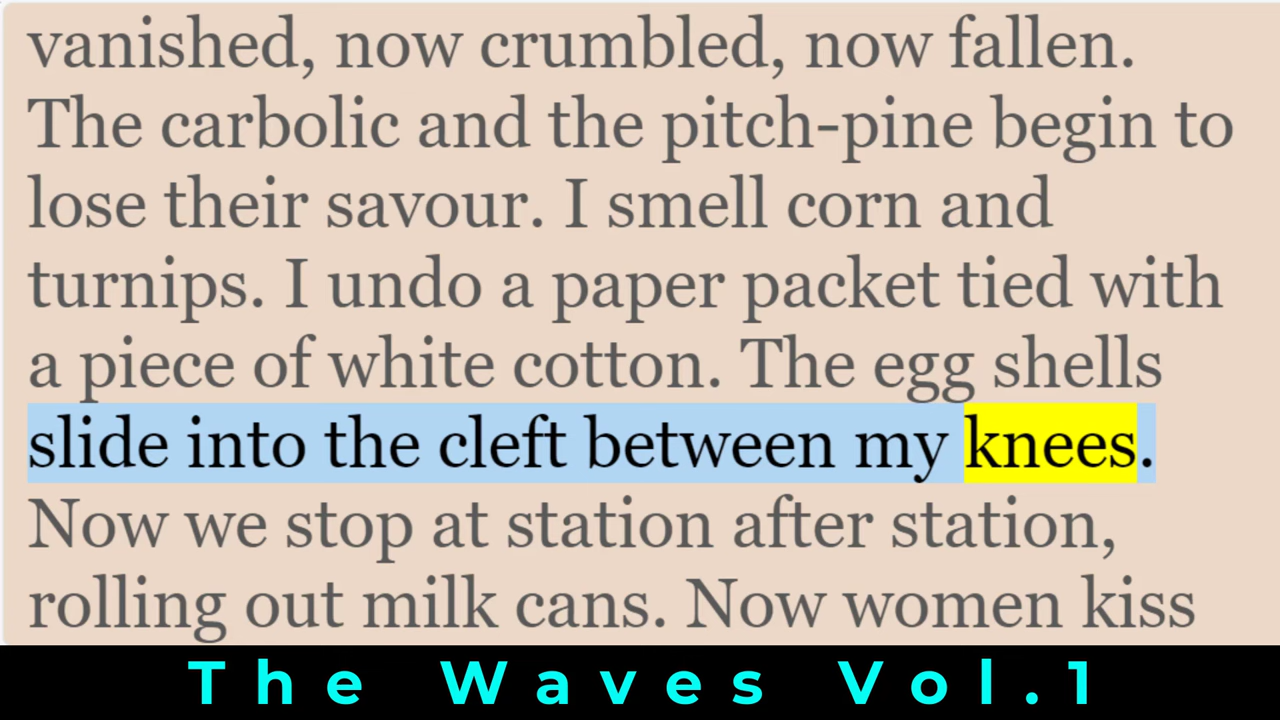 vanished, now crumbled, now fallen.
The carbolic and the pitch-pine begin to
lose their savour. I smell corn and
turnips. I undo a paper packet tied with
a piece of white cotton. The egg shells
slide into the cleft between my knees.
Now we stop at station after station,
rolling out milk cans. Now women kiss
The Waves Vol.1